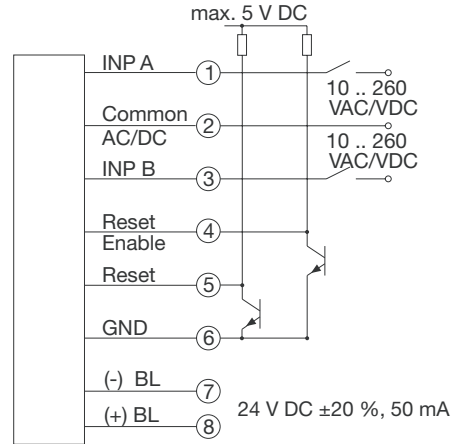 max. 5 V DC
INP A
1
10 .. 260
VAC/VDC
Common
AC/DC
2
10 .. 260
VAC/VDC
INP B
3
Reset
Enable
4
Reset
5
GND
6
(-) BL
7
(+) BL
8
24 V DC ±20 %, 50 mA